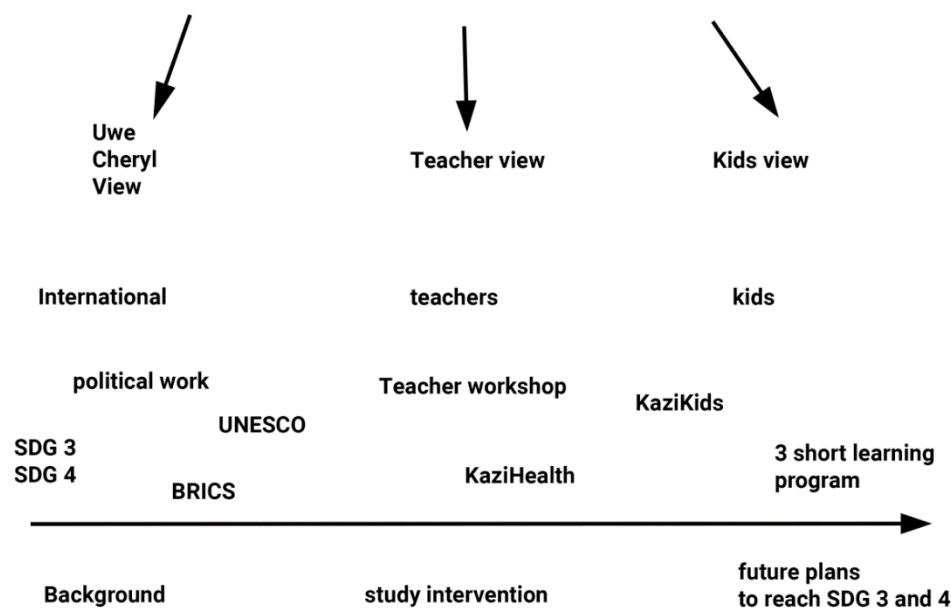 Uwe
Cheryl
View
Teacher view
Kids view
International
teachers
kids
political work
Teacher workshop
KaziKids
UNESCO
SDG 3
SDG 4
3 short learning
program
BRICS
KaziHealth
Background
study intervention
future plans
to reach SDG 3 and 4